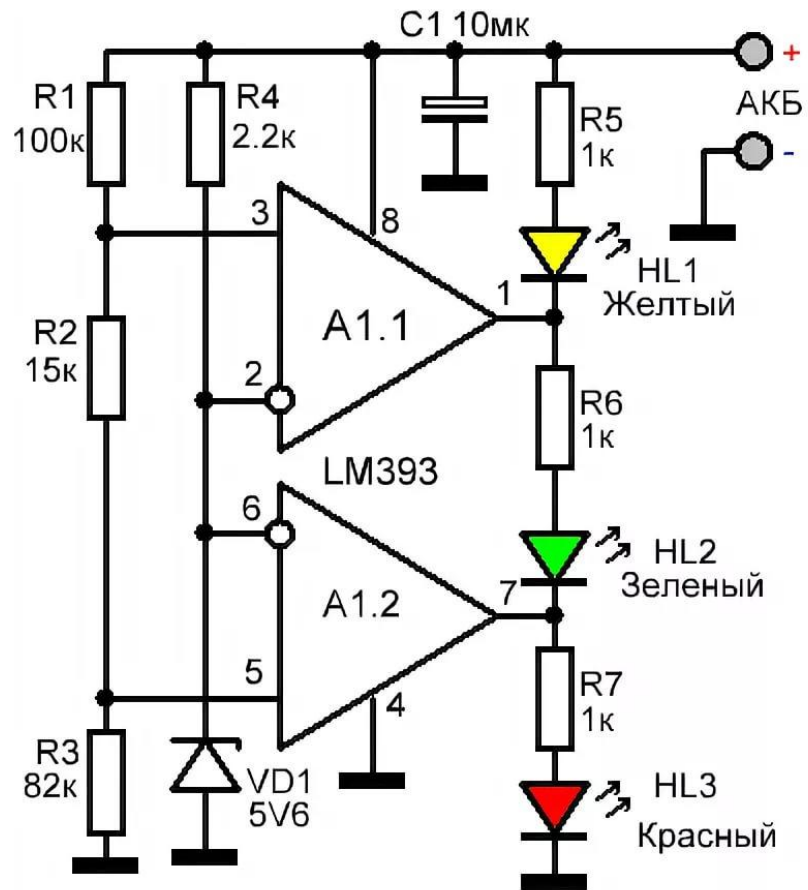 C1 10мк
+
R1
100к
R4
2.2к
R5
1к
АКБ
-
3
8
HL1
Желтый
1
A1.1
R2
15к
2
R6
1к
LM393
6
HL2
Зеленый
A1.2
7
5
4
R7
1к
R3
82к
VD1
5V6
HL3
Красный